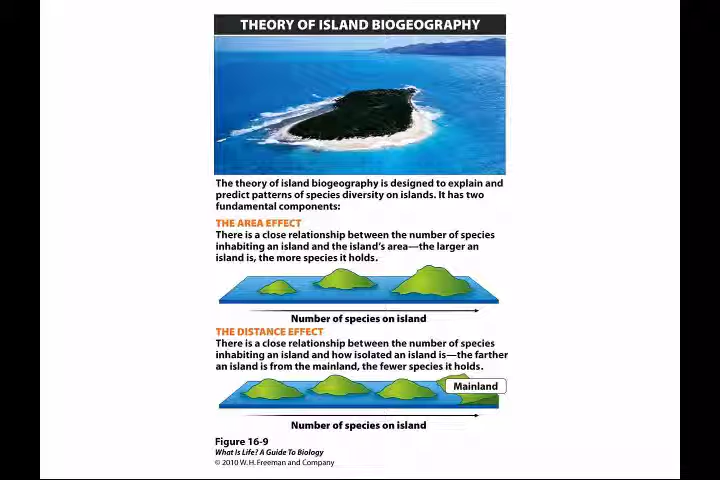 THEORY OF ISLAND BIOGEOGRAPHY
The theory of island biogeography is designed to explain and
predict patterns of species diversity on islands. It has two
fundamental components:
THE AREA EFFECT
There is a close relationship between the number of species
inhabiting an island and the island's area—the larger an
island is, the more species it holds.
Number of species on island
THE DISTANCE EFFECT
There is a close relationship between the number of species
inhabiting an island and how isolated an island is—the farther
an island is from the mainland, the fewer species it holds.
Mainland
Number of species on island
Figure 16-9
What Is Life? A Guide To Biology
© 2010 W. H. Freeman and Company